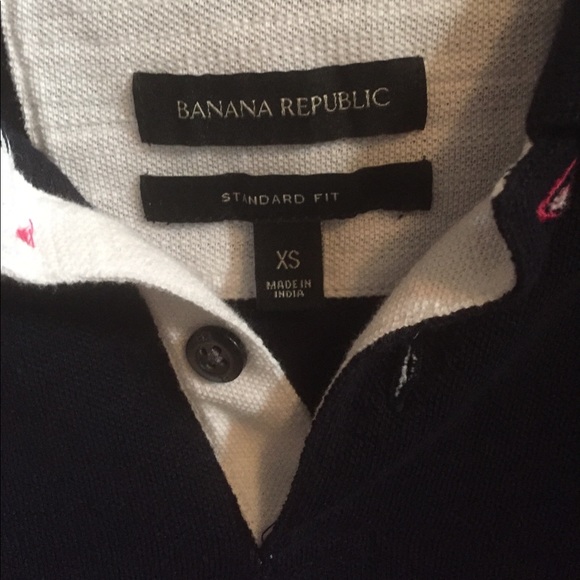 BANANA REPUBLIC
STANDARD FIT
XS
MADE IN
INDIA